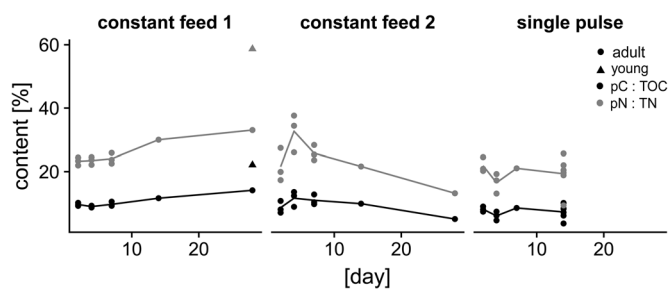 constant feed 1 constant feed 2 single pulse
content [%]
60
40
20
adult
young
pC : TOC
pN : TN
10 20 10 20 10 20
[day]